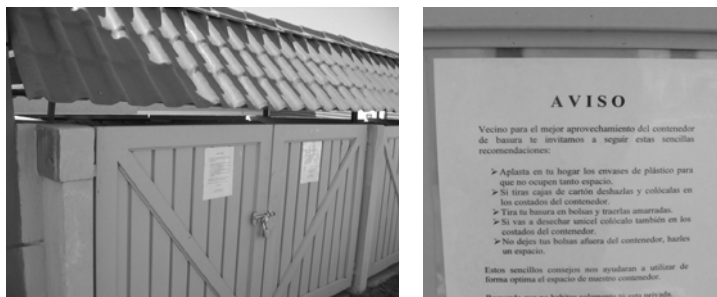 AVISO
Vecino para el mejor aprovechamiento del contenedor
de basura te invitamos a seguir estas sencillas
recomendaciones:
➢ Aplasta en tu hogar los envases de plástico para
que no ocupen tanto espacio.
➢ Si tiras cajas de cartón deshazlas y colócalas en
los costados del contenedor.
➢ Tira tu basura en bolsas y traerlas amarradas.
➢ Si vas a desechar unicel colócalo también en los
costados del contenedor.
➢ No dejes tus bolsas afuera del contenedor, hazles
un espacio.
Estos sencillos consejos nos ayudaran a utilizar de
forma optima el espacio de nuestro contenedor.